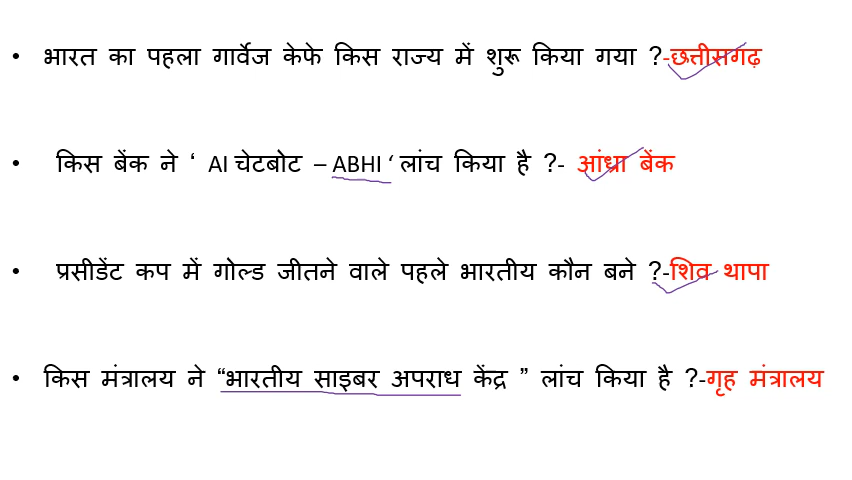 • भारत का पहला गार्वेज केफे किस राज्य में शुरू किया गया ?-छत्तीसगढ़
• किस बेंक ने ‘ AI चेटबोट – ABHI ‘ लांच किया है ?- आंध्रा बेंक
• प्रसीडेंट कप में गोल्ड जीतने वाले पहले भारतीय कौन बने ?-शिव थापा
• किस मंत्रालय ने “भारतीय साइबर अपराध केंद्र ” लांच किया है ?-गृह मंत्रालय